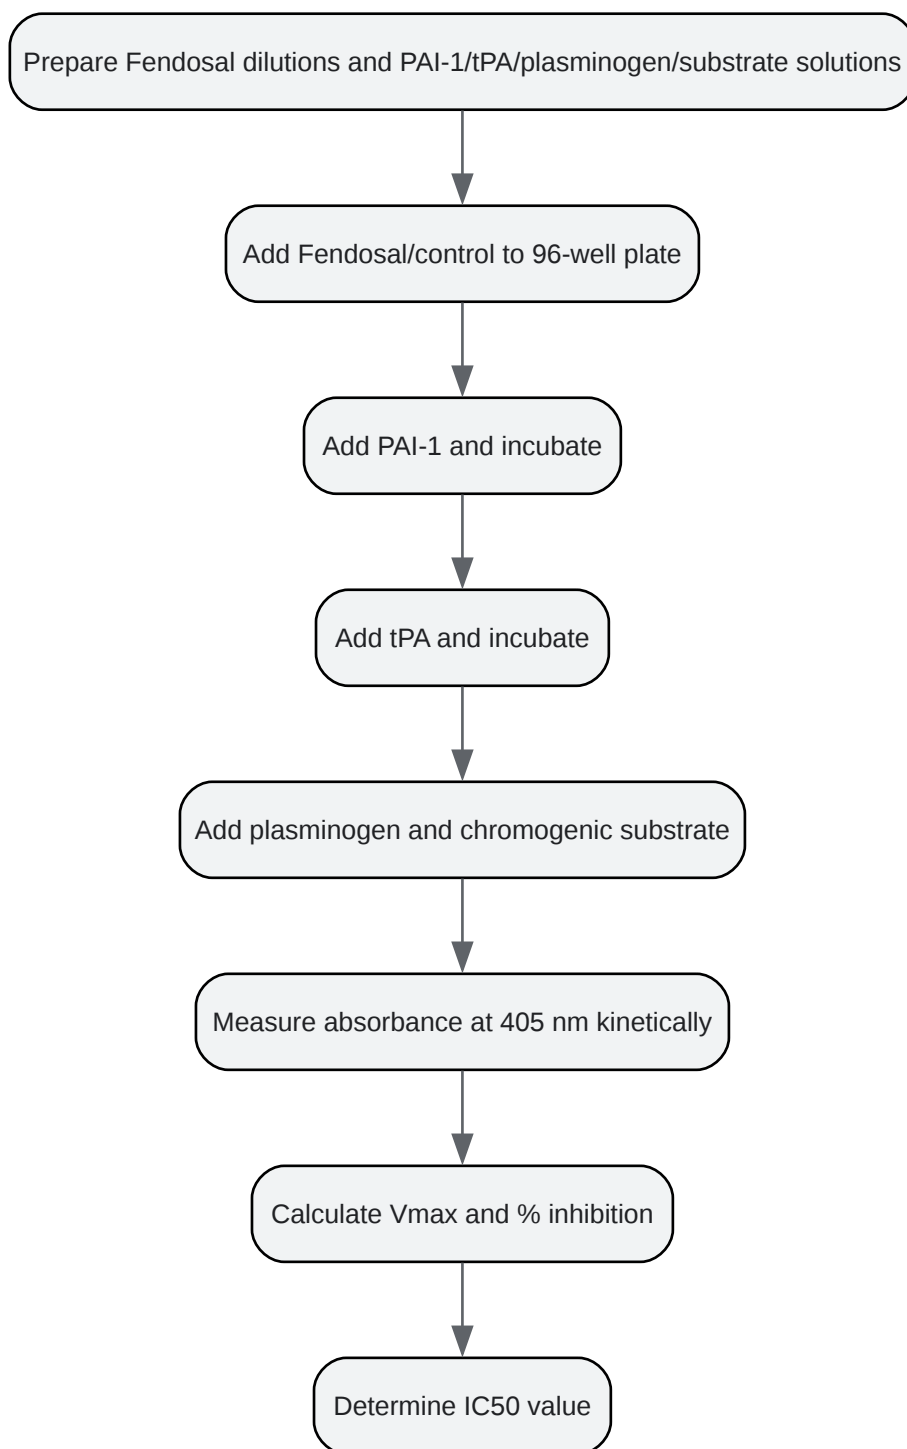 Prepare Fendosal dilutions and PAI-1/tPA/plasminogen/substrate solutions
Add Fendosal/control to 96-well plate
Add PAI-1 and incubate
Add tPA and incubate
Add plasminogen and chromogenic substrate
Measure absorbance at 405 nm kinetically
Calculate Vmax and % inhibition
Determine IC50 value